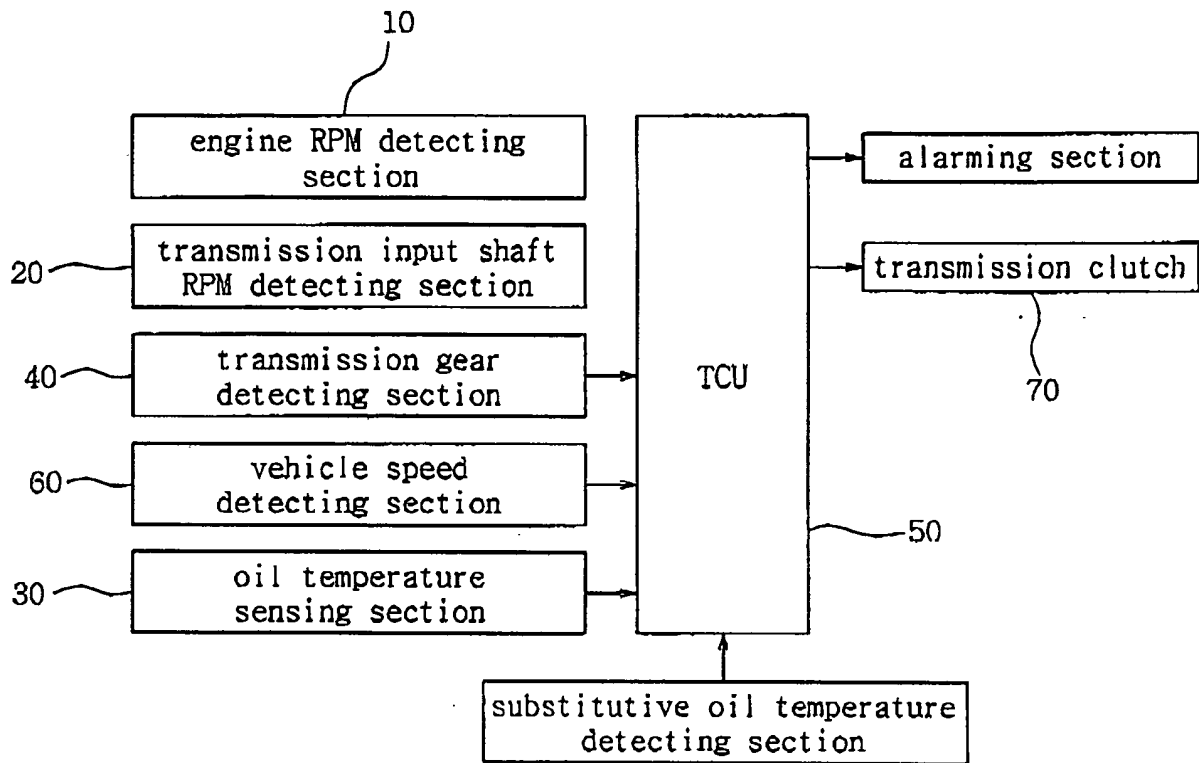 10
engine RPM detecting
section
20
transmission input shaft
RPM detecting section
40
transmission gear
detecting section
60
vehicle speed
detecting section
30
oil temperature
sensing section
TCU
50
alarming section
transmission clutch
70
substitutive oil temperature
detecting section